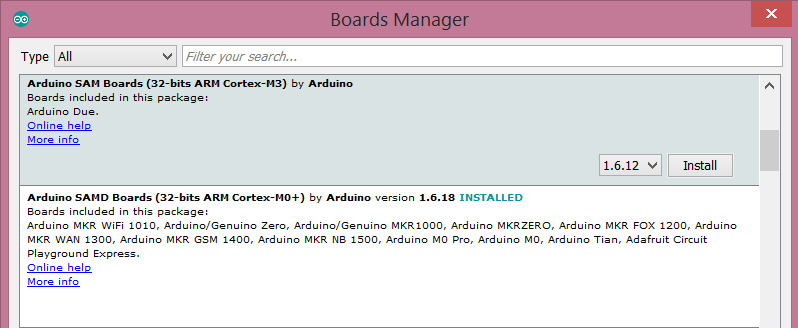 Boards Manager
Type All Filter your search...
Arduino SAM Boards (32-bits ARM Cortex-M3) by Arduino
Boards included in this package:
Arduino Due.
Online help
More info
1.6.12 Install
Arduino SAMD Boards (32-bits ARM Cortex-M0+) by Arduino version 1.6.18 INSTALLED
Boards included in this package:
Arduino MKR WiFi 1010, Arduino/Genuino Zero, Arduino/Genuino MKR1000, Arduino MKRZERO, Arduino MKR FOX 1200, Arduino
MKR WAN 1300, Arduino MKR GSM 1400, Arduino MKR NB 1500, Arduino M0 Pro, Arduino M0, Arduino Tian, Adafruit Circuit
Playground Express.
Online help
More info